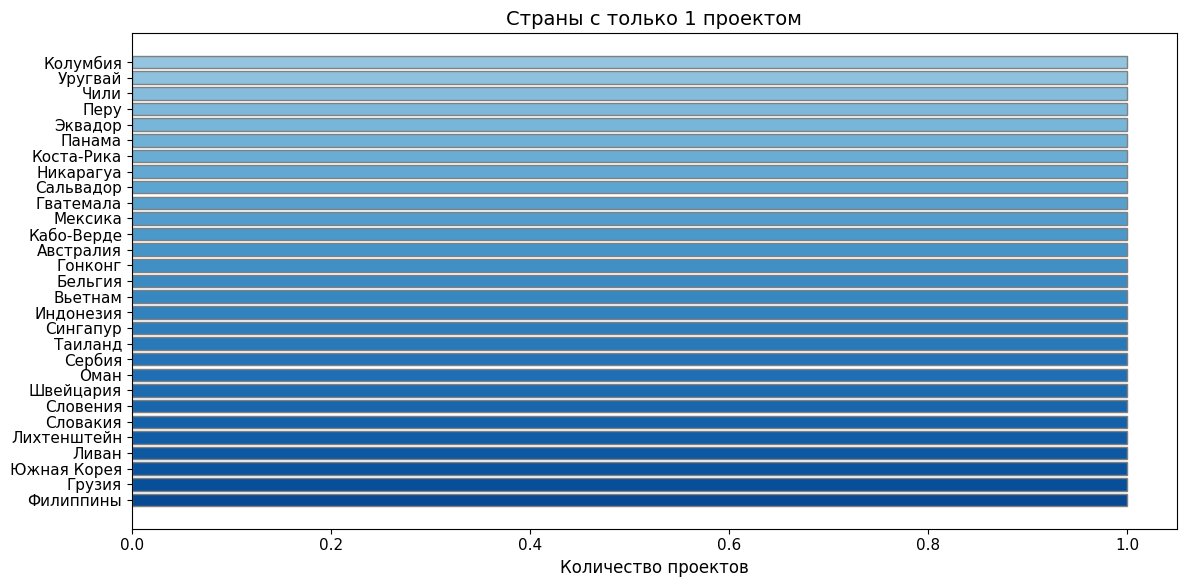 Страны с только 1 проектом
Колумбия
Уругвай
Чили
Перу
Эквадор
Панама
Коста-Рика
Никарагуа
Сальвадор
Гватемала
Мексика
Кабо-Верде
Австралия
Гонконг
Бельгия
Вьетнам
Индонезия
Сингапур
Таиланд
Сербия
Оман
Швейцария
Словения
Словакия
Лихтенштейн
Ливан
Южная Корея
Грузия
Филиппины
0.0 0.2 0.4 0.6 0.8 1.0
Количество проектов